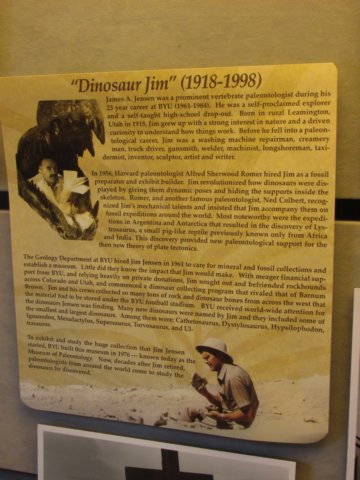 “Dinosaur Jim” (1918-1998)
James A. Jensen was a prominent vertebrate paleontologist during his
23 year career at BYU (1961-1984). He was a self-proclaimed explorer
and a self-taught high-school drop-out. Born in rural Leamington,
Utah in 1918, Jim grew up with a strong interest in nature and a driven
curiosity to understand how things work. Before he fell into a paleon-
tological career, Jim was a washing machine repairman, creamery
man, truck driver, gunsmith, welder, machinist, longshoreman, taxi-
dermist, inventor, sculptor, artist and writer.
In 1956, Harvard paleontologist Alfred Sherwood Romer hired Jim as a fossil
preparator and exhibit builder. Jim revolutionized how dinosaurs were dis-
played by giving them dynamic poses and hiding the supports inside the
skeleton. Romer, and another famous paleontologist, Ned Colbert, recog-
nized Jim's mechanical talents and insisted that Jim accompany them on
fossil expeditions around the world. Most noteworthy were the expedi-
tions in Argentina and Antarctica that resulted in the discovery of Lys-
trosaurus, a small pig-like reptile previously known only from Africa
and India. This discovery provided new paleontological support for the
then new theory of plate tectonics.
The Geology Department at BYU hired Jensen in 1961 to care for mineral and fossil collections and
establish a museum. Little did they know the impact that Jim would make. With meager financial sup-
port from BYU, and relying heavily on private donations, Jim sought out and befriended rockhounds
across Colorado and Utah, and commenced a dinosaur collecting program that rivaled that of Barnum
Brown. Jim and his crews collected so many tons of rock and dinosaur bones from across the west that
the material had to be stored under the BYU football stadium. BYU received world-wide attention for
the dinosaurs Jensen was finding. Many new dinosaurs were named by Jim and they included some of
the smallest and largest dinosaurs. Among them were: Cathetosaurus, Dystylosaurus, Hypsilophodon,
Iguanodon, Mesadactylus, Supersaurus, Torvosaurus, and Ul-
trasaurus.
To exhibit and study the huge collection that Jim Jensen
started, BYU built this museum in 1976 — known today as the
Museum of Paleontology. Now, decades after Jim retired,
paleontologists from around the world come to study the
dinosaurs he discovered.